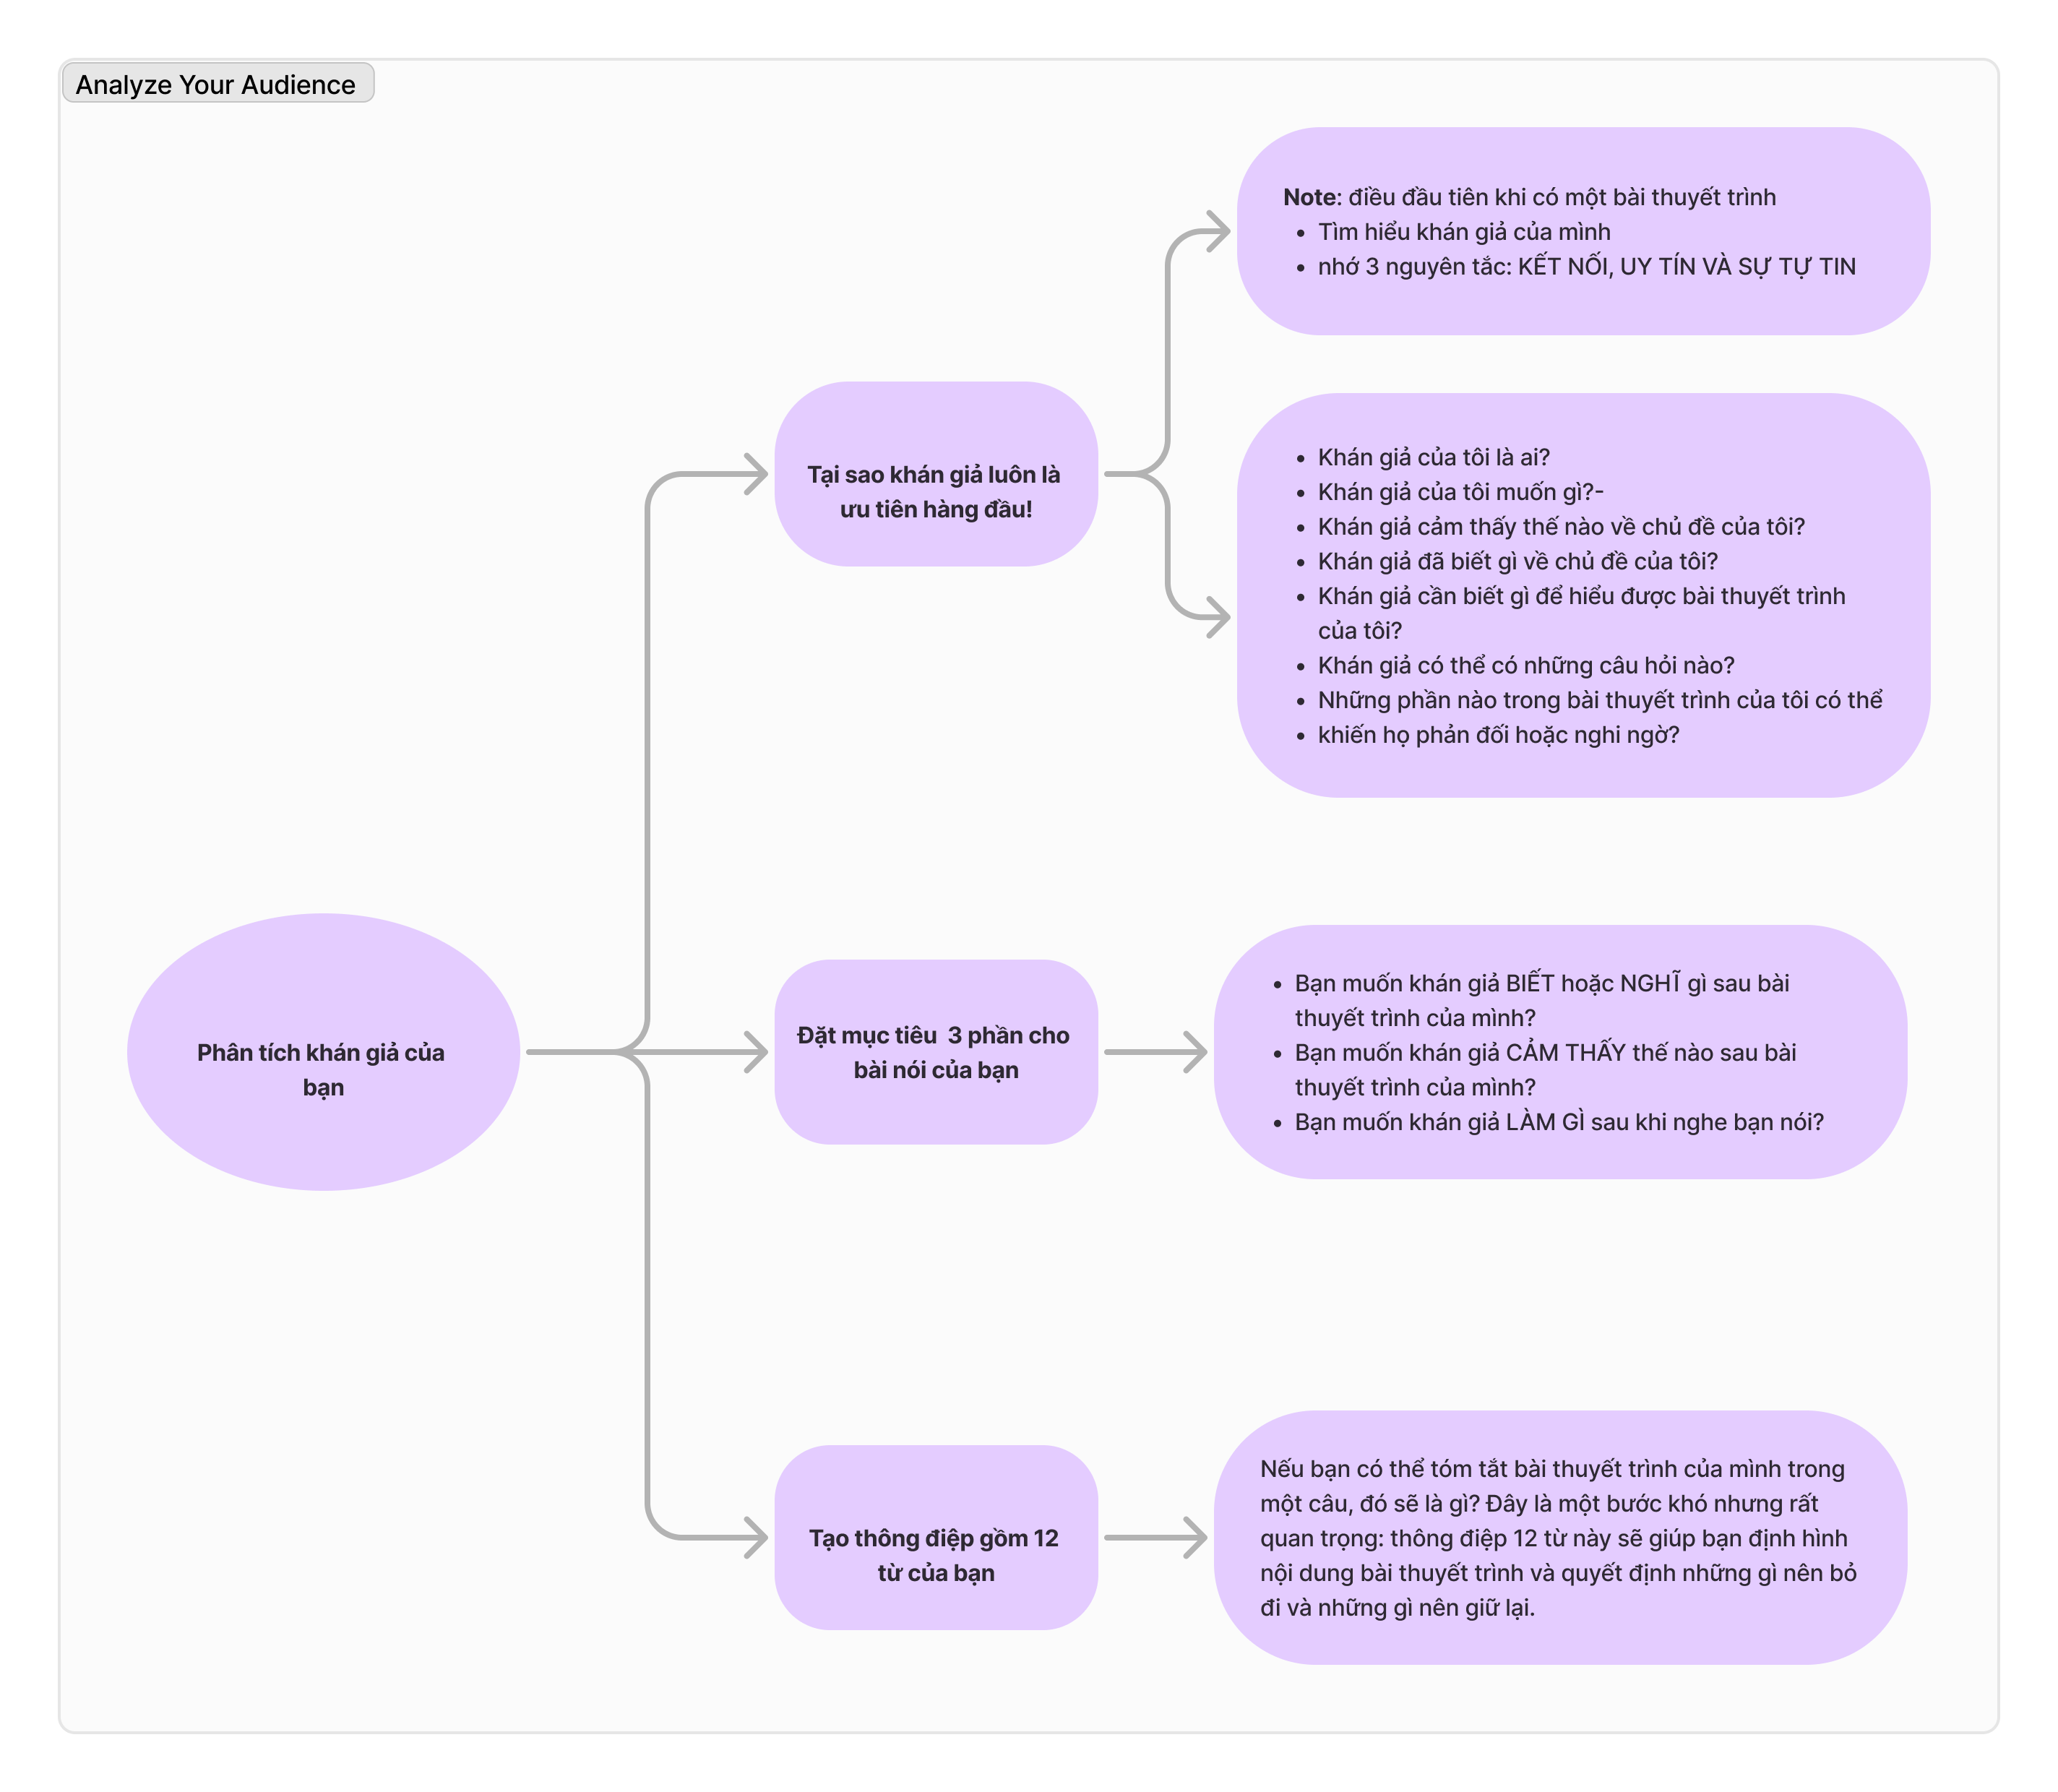 Analyze Your Audience
Note: điều đầu tiên khi có một bài thuyết trình
• Tìm hiểu khán giả của mình
• nhớ 3 nguyên tắc: KẾT NỐI, UY TÍN VÀ SỰ TỰ TIN
Tại sao khán giả luôn là
ưu tiên hàng đầu!
• Khán giả của tôi là ai?
• Khán giả của tôi muốn gì?-
• Khán giả cảm thấy thế nào về chủ đề của tôi?
• Khán giả đã biết gì về chủ đề của tôi?
• Khán giả cần biết gì để hiểu được bài thuyết trình
của tôi?
• Khán giả có thể có những câu hỏi nào?
• Những phần nào trong bài thuyết trình của tôi có thể
• khiến họ phản đối hoặc nghi ngờ?
Phân tích khán giả của
bạn
Đặt mục tiêu  3 phần cho
bài nói của bạn
• Bạn muốn khán giả BIẾT hoặc NGHĨ gì sau bài
thuyết trình của mình?
• Bạn muốn khán giả CẢM THẤY thế nào sau bài
thuyết trình của mình?
• Bạn muốn khán giả LÀM GÌ sau khi nghe bạn nói?
Tạo thông điệp gồm 12
từ của bạn
Nếu bạn có thể tóm tắt bài thuyết trình của mình trong
một câu, đó sẽ là gì? Đây là một bước khó nhưng rất
quan trọng: thông điệp 12 từ này sẽ giúp bạn định hình
nội dung bài thuyết trình và quyết định những gì nên bỏ
đi và những gì nên giữ lại.